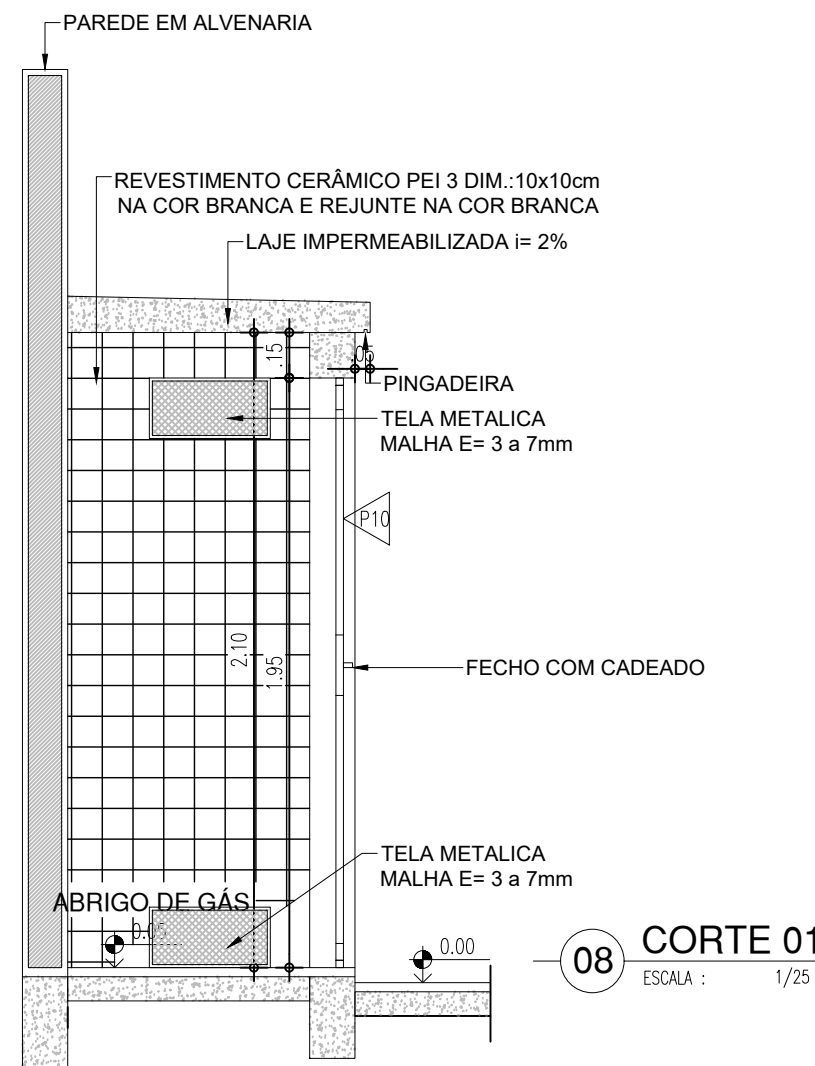 PAREDE EM ALVENARIA
REVESTIMENTO CERÂMICO PEI 3 DIM.:10x10cm
NA COR BRANCA E REJUNTE NA COR BRANCA
LAJE IMPERMEABILIZADA i= 2%
.15
.05
PINGADEIRA
TELA METALICA
MALHA E= 3 a 7mm
P10
2.10
1.95
FECHO COM CADEADO
TELA METALICA
MALHA E= 3 a 7mm
ABRIGO DE GÁS
0.05
0.00
08
CORTE 01
ESCALA : 1/25